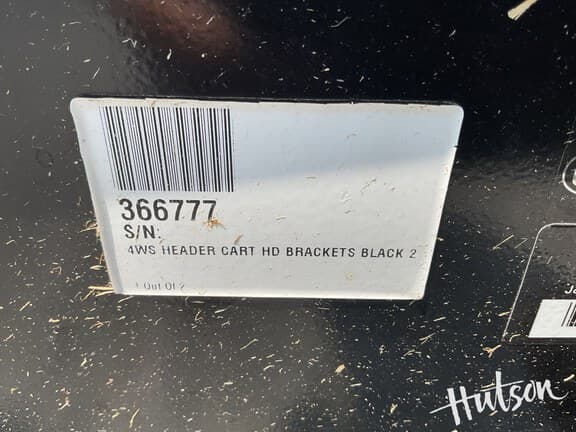 366777
S/N:
4WS HEADER CART HD BRACKETS BLACK 2
1 Out Of 2
Hutson